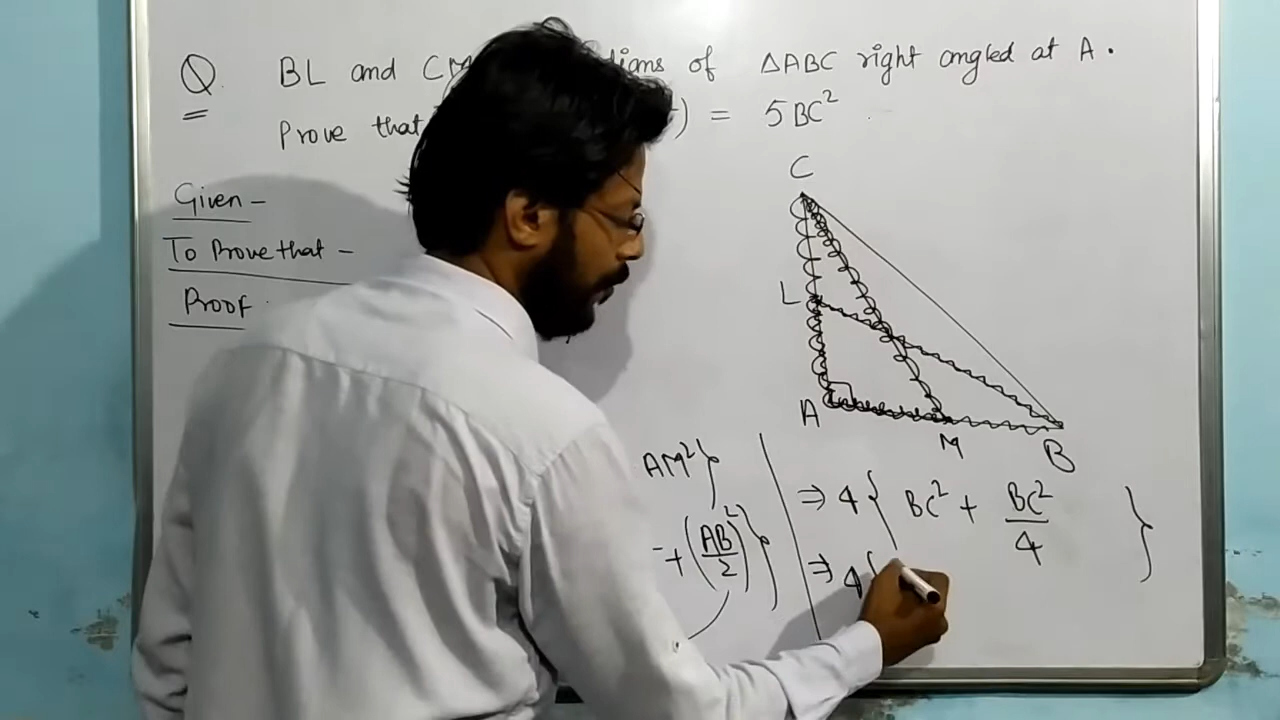 Q. BL and CM dians of △ABC right angled at A.
Prove that ) = 5BC²
Given -
To Prove that -
Proof
C
L
A
M
B
AM²}
+ (AB/2)²}
⇒ 4 { BC² + BC²/4 }
⇒ 4 {